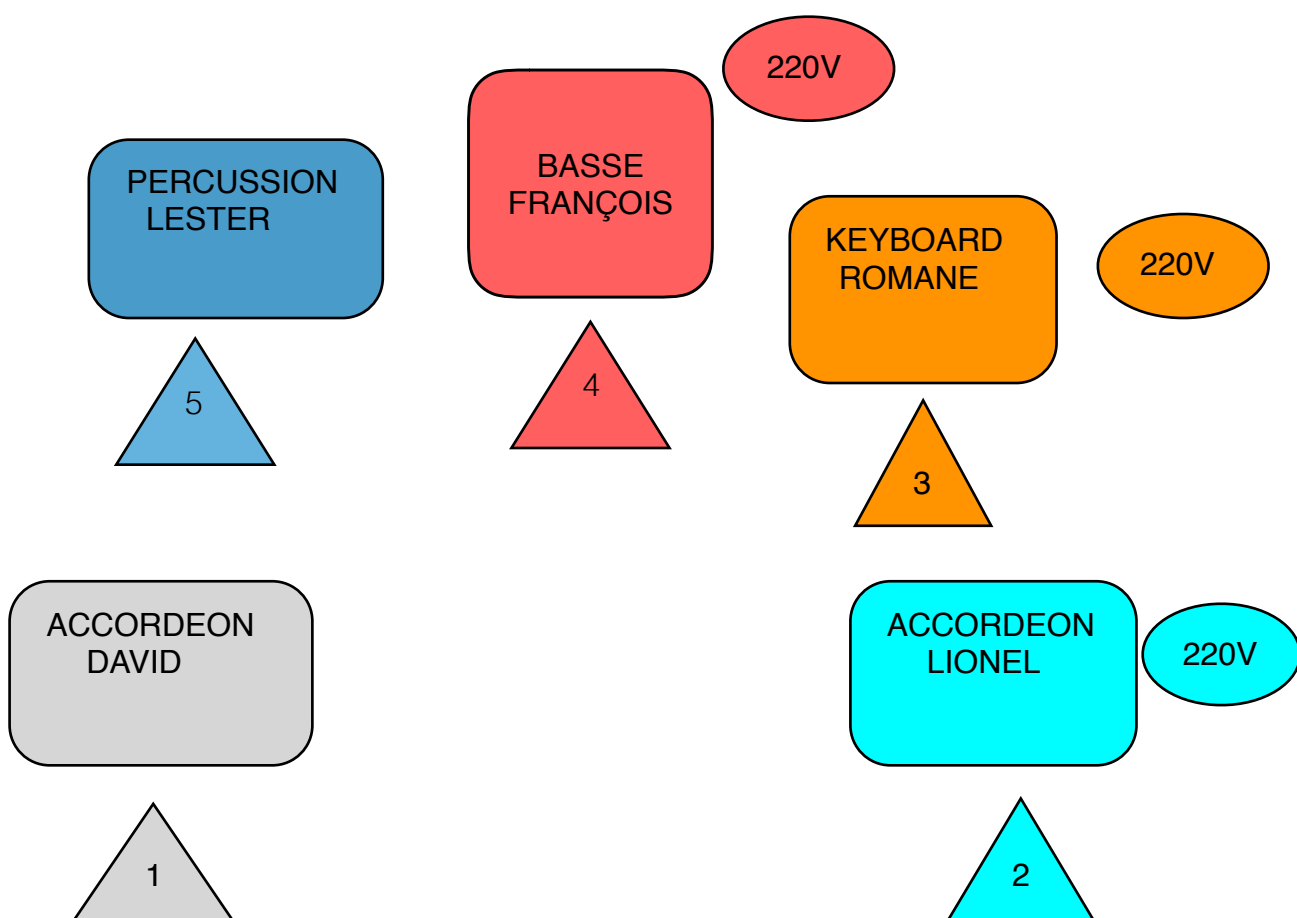 220V
BASSE
FRANÇOIS
PERCUSSION
LESTER
KEYBOARD
ROMANE
220V
5
4
3
ACCORDEON
DAVID
ACCORDEON
LIONEL
220V
1
2